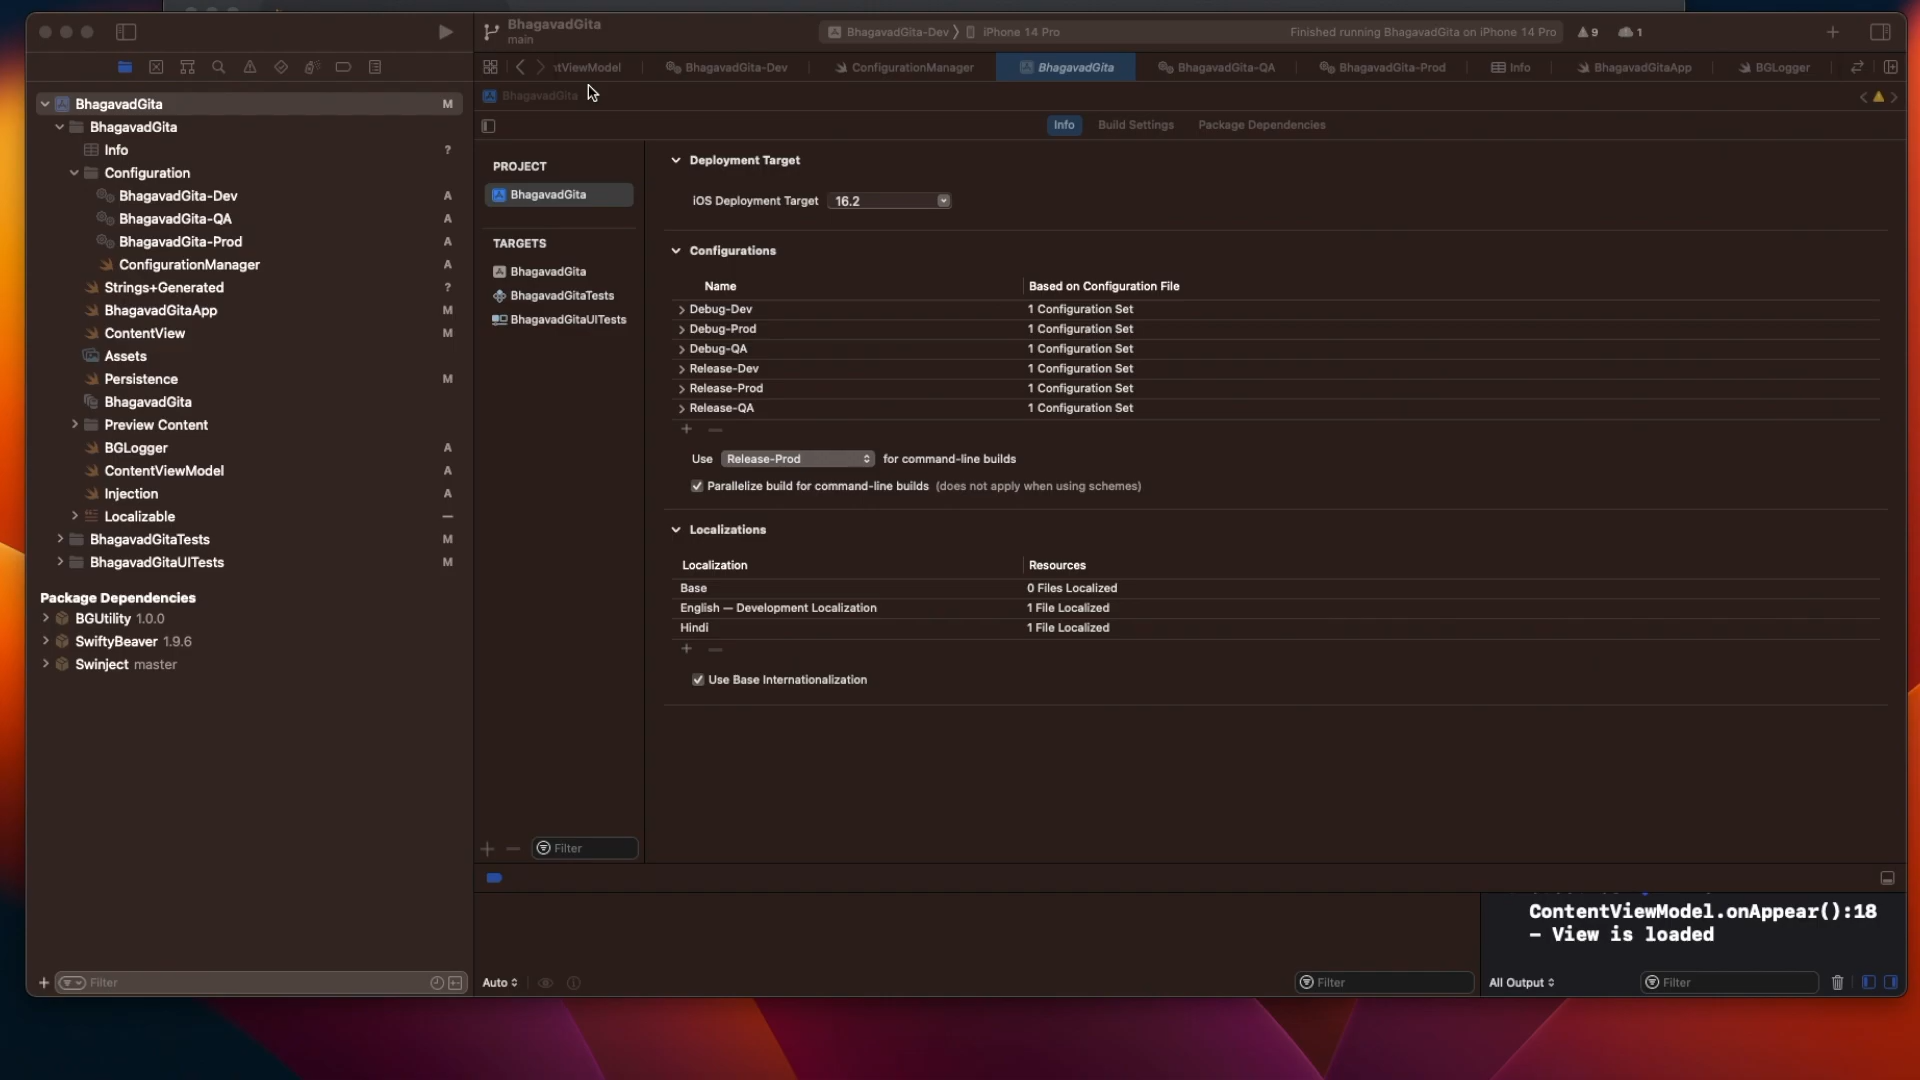 BhagavadGita
main
BhagavadGita-Dev
iPhone 14 Pro
Finished running BhagavadGita on iPhone 14 Pro
9
1
ntViewModel
BhagavadGita-Dev
ConfigurationManager
BhagavadGita
BhagavadGita-QA
BhagavadGita-Prod
Info
BhagavadGitaApp
BGLogger
BhagavadGita
Info
Build Settings
Package Dependencies
BhagavadGita M
BhagavadGita
Info ?
Configuration
BhagavadGita-Dev A
BhagavadGita-QA A
BhagavadGita-Prod A
ConfigurationManager A
Strings+Generated ?
BhagavadGitaApp M
ContentView M
Assets
Persistence M
BhagavadGita
Preview Content
BGLogger A
ContentViewModel A
Injection A
Localizable —
BhagavadGitaTests M
BhagavadGitaUITests M
Package Dependencies
BGUtility 1.0.0
SwiftyBeaver 1.9.6
Swinject master
Filter
PROJECT
BhagavadGita
TARGETS
BhagavadGita
BhagavadGitaTests
BhagavadGitaUITests
Filter
Deployment Target
iOS Deployment Target 16.2
Configurations
Name Based on Configuration File
Debug-Dev 1 Configuration Set
Debug-Prod 1 Configuration Set
Debug-QA 1 Configuration Set
Release-Dev 1 Configuration Set
Release-Prod 1 Configuration Set
Release-QA 1 Configuration Set
Use Release-Prod for command-line builds
Parallelize build for command-line builds (does not apply when using schemes)
Localizations
Localization Resources
Base 0 Files Localized
English — Development Localization 1 File Localized
Hindi 1 File Localized
Use Base Internationalization
ContentViewModel.onAppear():18
- View is loaded
Auto
Filter
All Output
Filter